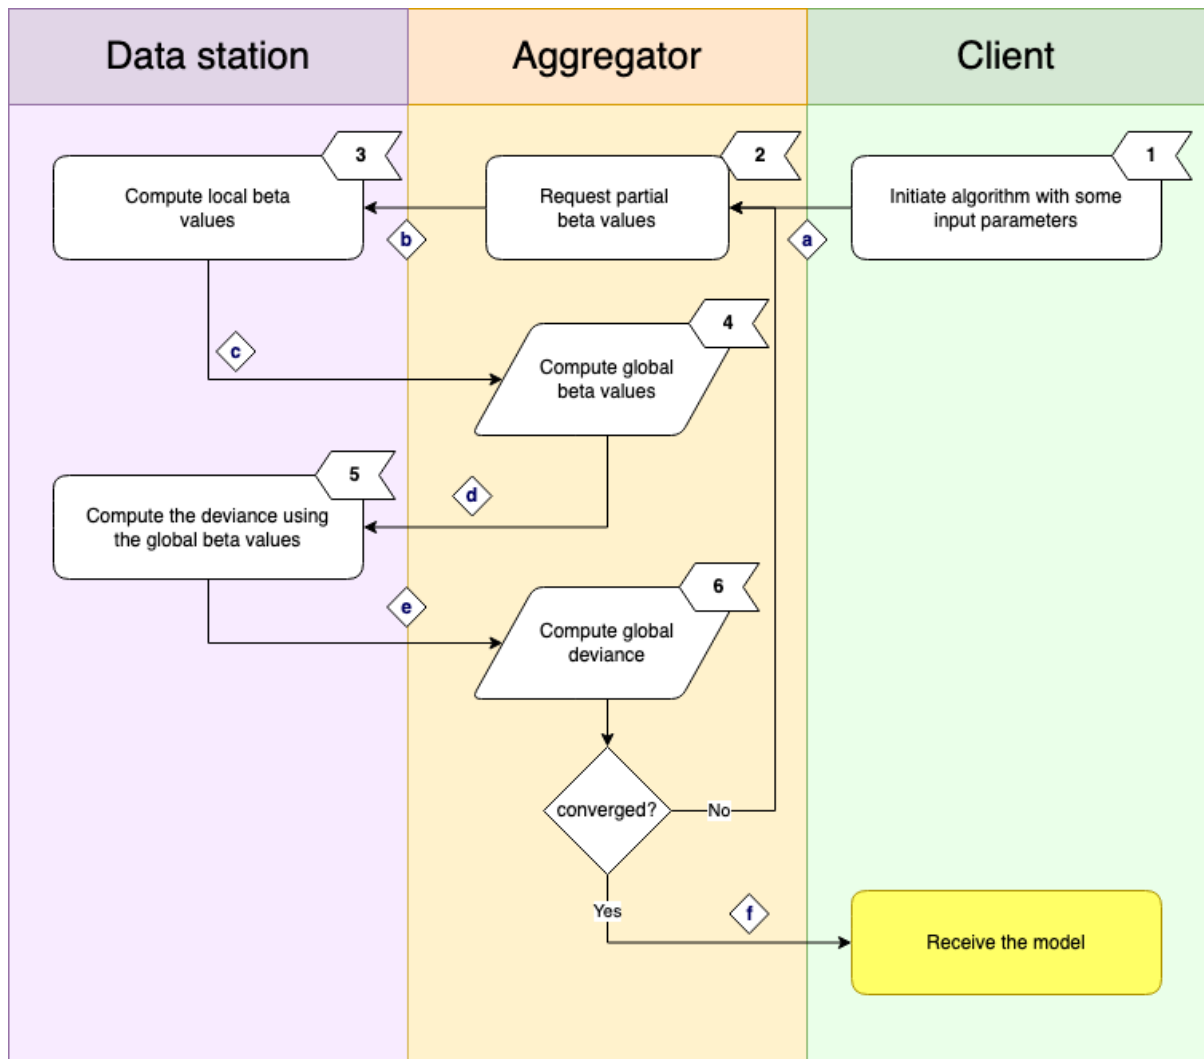 Data station
Aggregator
Client
3
2
1
Compute local beta
values
Request partial
beta values
Initiate algorithm with some
input parameters
b
a
4
c
Compute global
beta values
5
d
Compute the deviance using
the global beta values
6
e
Compute global
deviance
converged?
No
Yes
f
Receive the model